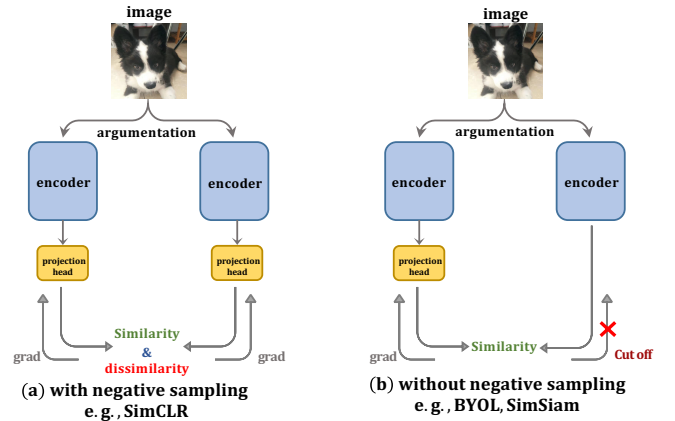 image
argumentation
encoder
encoder
projection
head
projection
head
Similarity
&
dissimilarity
grad
grad
(a) with negative sampling
e. g. , SimCLR
image
argumentation
encoder
encoder
projection
head
Similarity
grad
Cut off
(b) without negative sampling
e. g. , BYOL, SimSiam